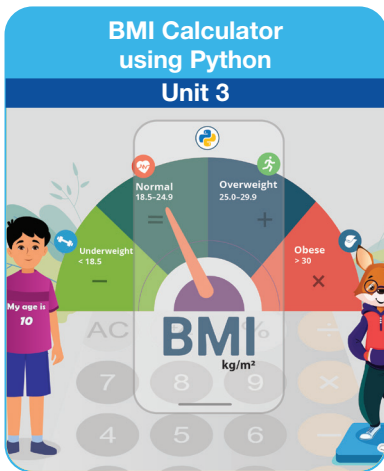 BMI Calculator
using Python
Unit 3
Normal
18.5–24.9
Overweight
25.0–29.9
=
+
Underweight
< 18.5
−
Obese
> 30
×
My age is
10
BMI
kg/m²
AC
%
÷
7
8
9
×
4
5
6
−